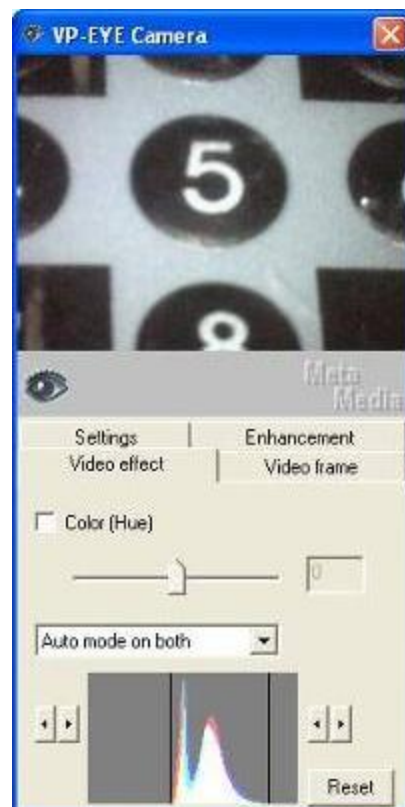 VP-EYE Camera
5
8
Meta
Media
Settings
Enhancement
Video effect
Video frame
Color (Hue)
0
Auto mode on both
Reset